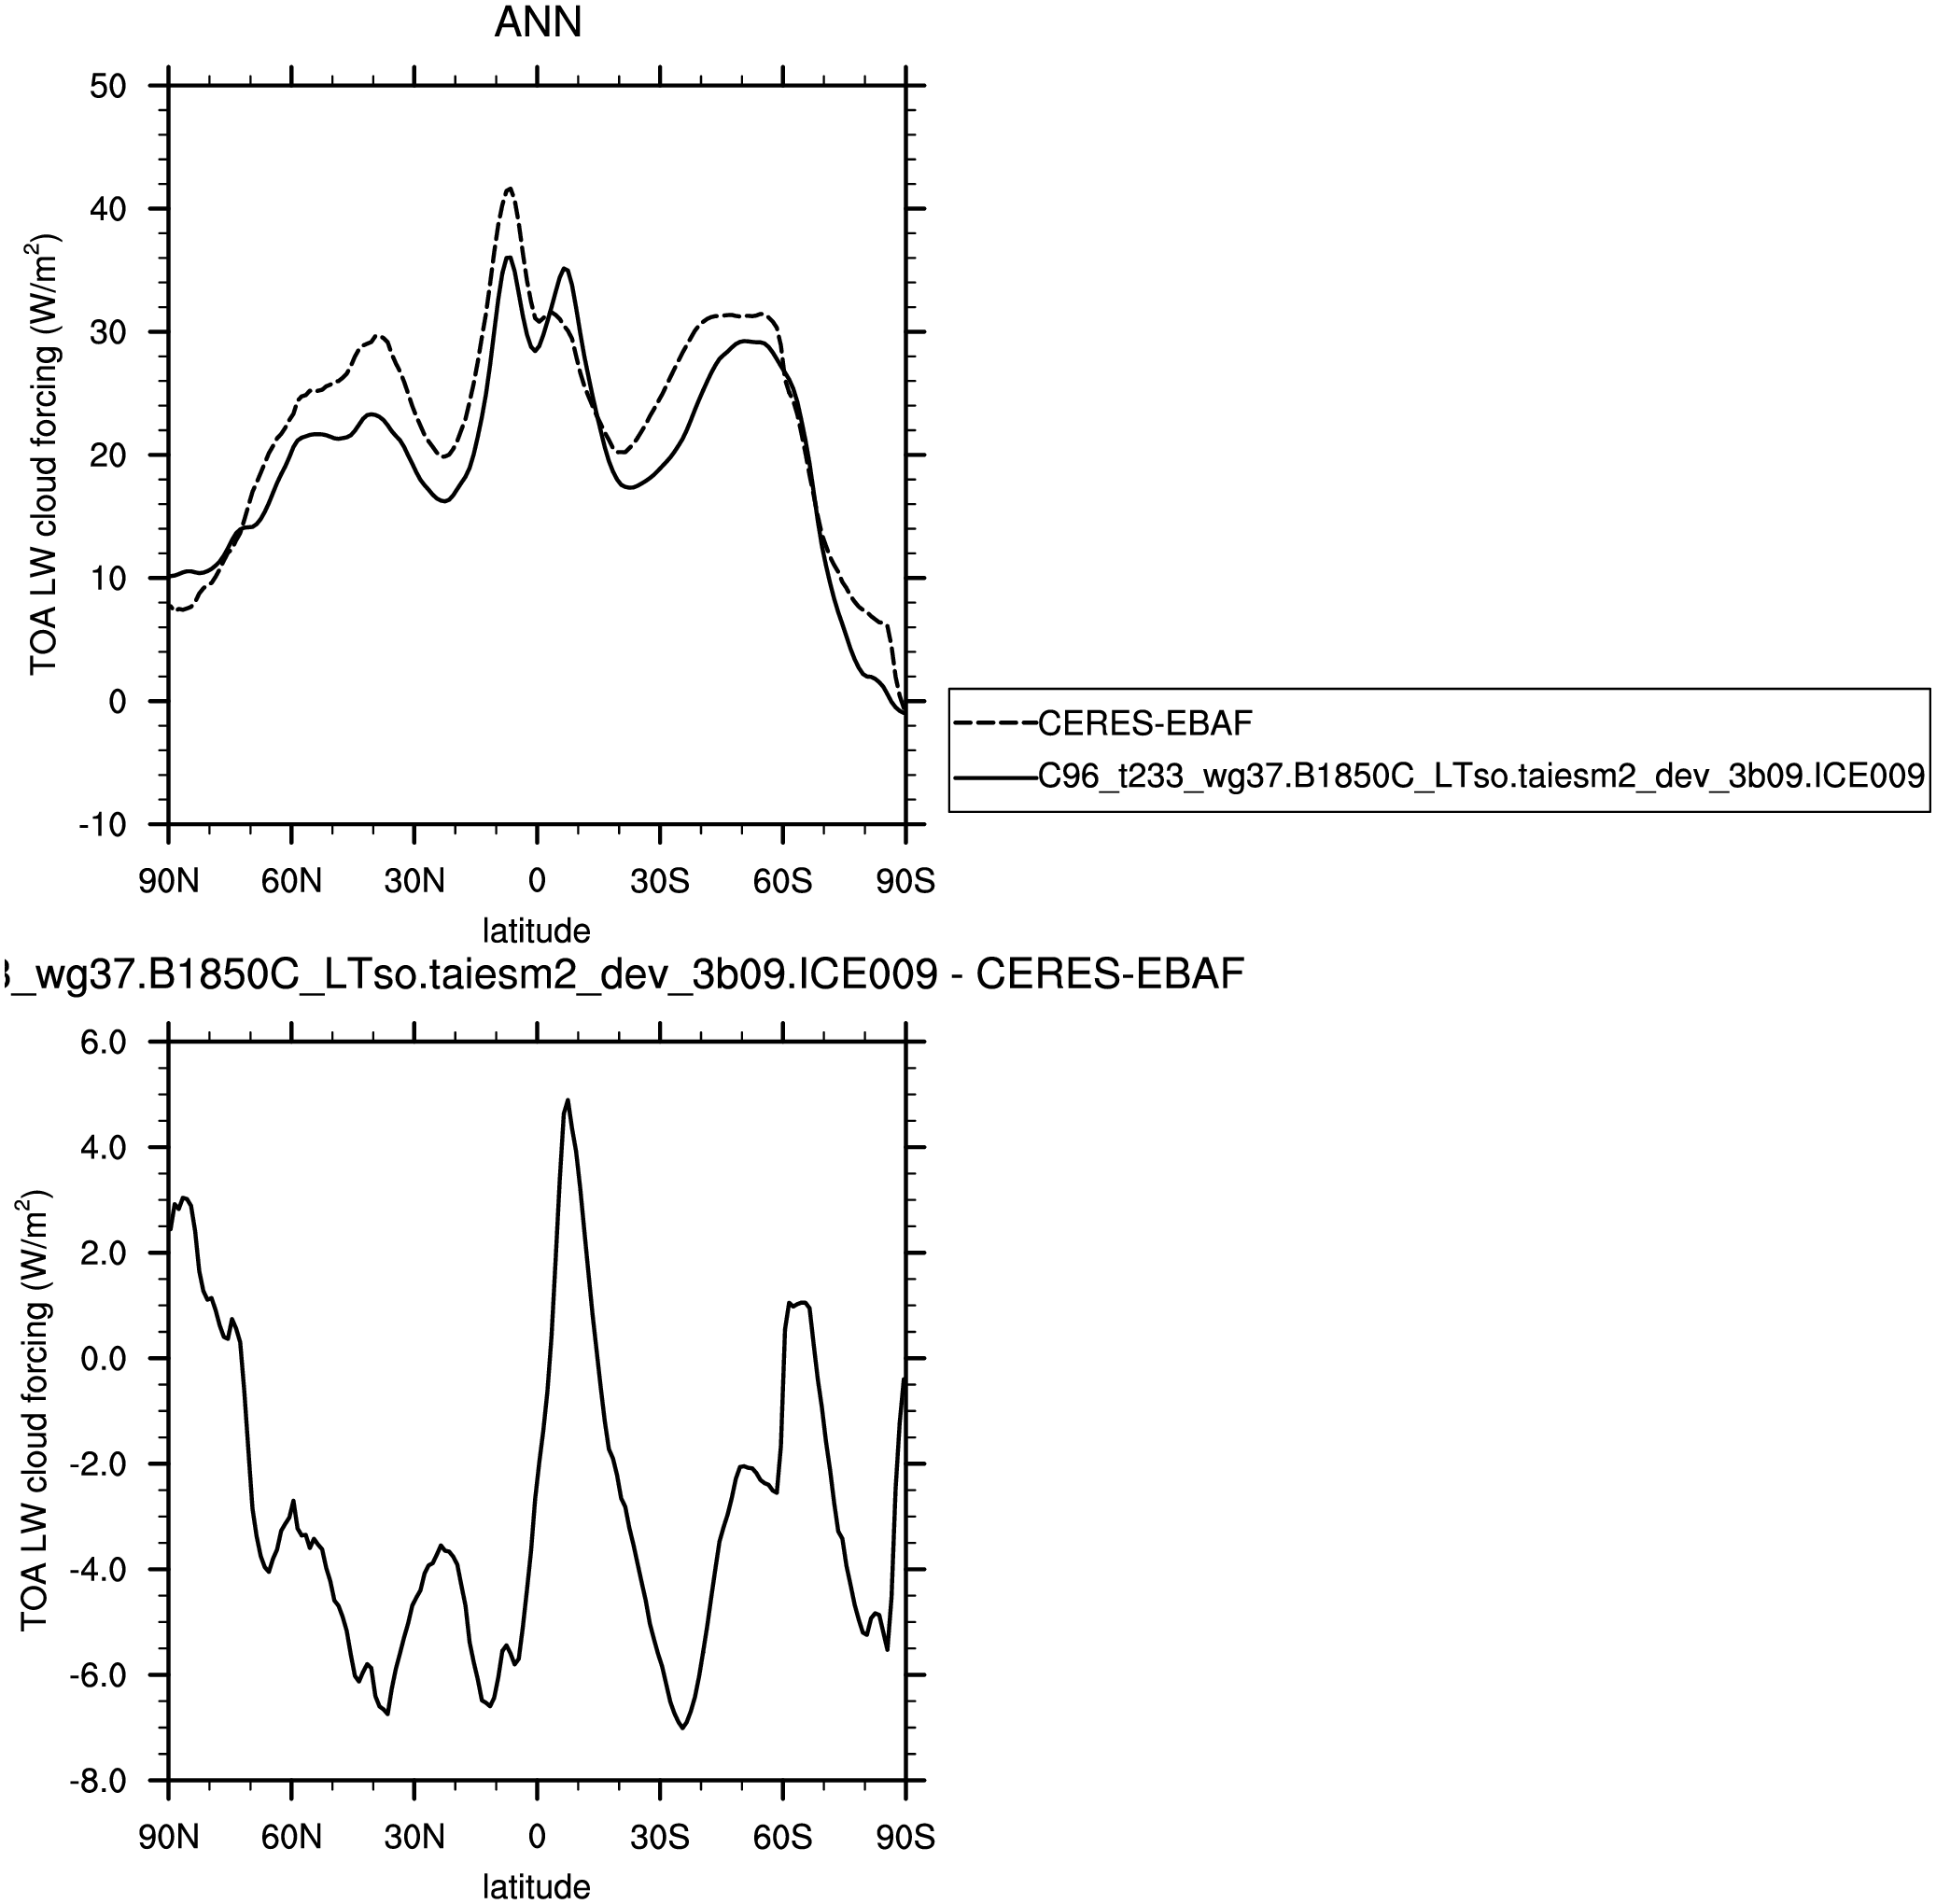 ANN
50
40
30
20
10
0
-10
TOA LW cloud forcing (W/m²)
90N 60N 30N 0 30S 60S 90S
latitude
CERES-EBAF
C96_t233_wg37.B1850C_LTso.taiesm2_dev_3b09.ICE009
_wg37.B1850C_LTso.taiesm2_dev_3b09.ICE009 - CERES-EBAF
6.0
4.0
2.0
0.0
-2.0
-4.0
-6.0
-8.0
TOA LW cloud forcing (W/m²)
90N 60N 30N 0 30S 60S 90S
latitude